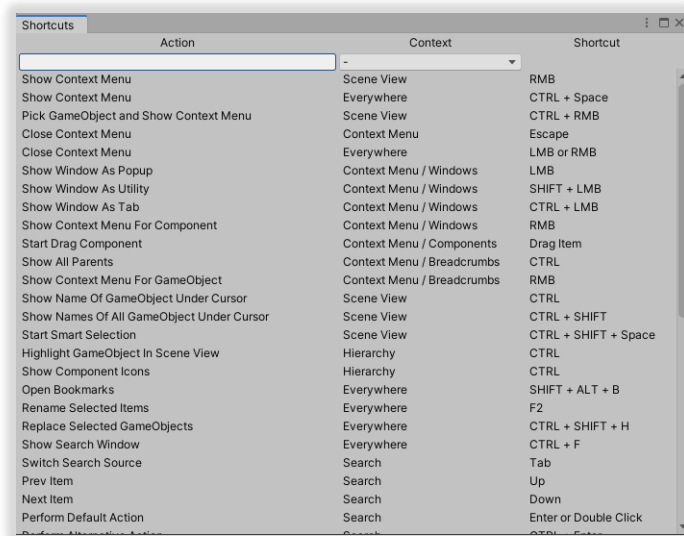 Shortcuts
Action Context Shortcut
-
Show Context Menu Scene View RMB
Show Context Menu Everywhere CTRL + Space
Pick GameObject and Show Context Menu Scene View CTRL + RMB
Close Context Menu Context Menu Escape
Close Context Menu Everywhere LMB or RMB
Show Window As Popup Context Menu / Windows LMB
Show Window As Utility Context Menu / Windows SHIFT + LMB
Show Window As Tab Context Menu / Windows CTRL + LMB
Show Context Menu For Component Context Menu / Windows RMB
Start Drag Component Context Menu / Components Drag Item
Show All Parents Context Menu / Breadcrumbs CTRL
Show Context Menu For GameObject Context Menu / Breadcrumbs RMB
Show Name Of GameObject Under Cursor Scene View CTRL
Show Names Of All GameObject Under Cursor Scene View CTRL + SHIFT
Start Smart Selection Scene View CTRL + SHIFT + Space
Highlight GameObject In Scene View Hierarchy CTRL
Show Component Icons Hierarchy CTRL
Open Bookmarks Everywhere SHIFT + ALT + B
Rename Selected Items Everywhere F2
Replace Selected GameObjects Everywhere CTRL + SHIFT + H
Show Search Window Everywhere CTRL + F
Switch Search Source Search Tab
Prev Item Search Up
Next Item Search Down
Perform Default Action Search Enter or Double Click